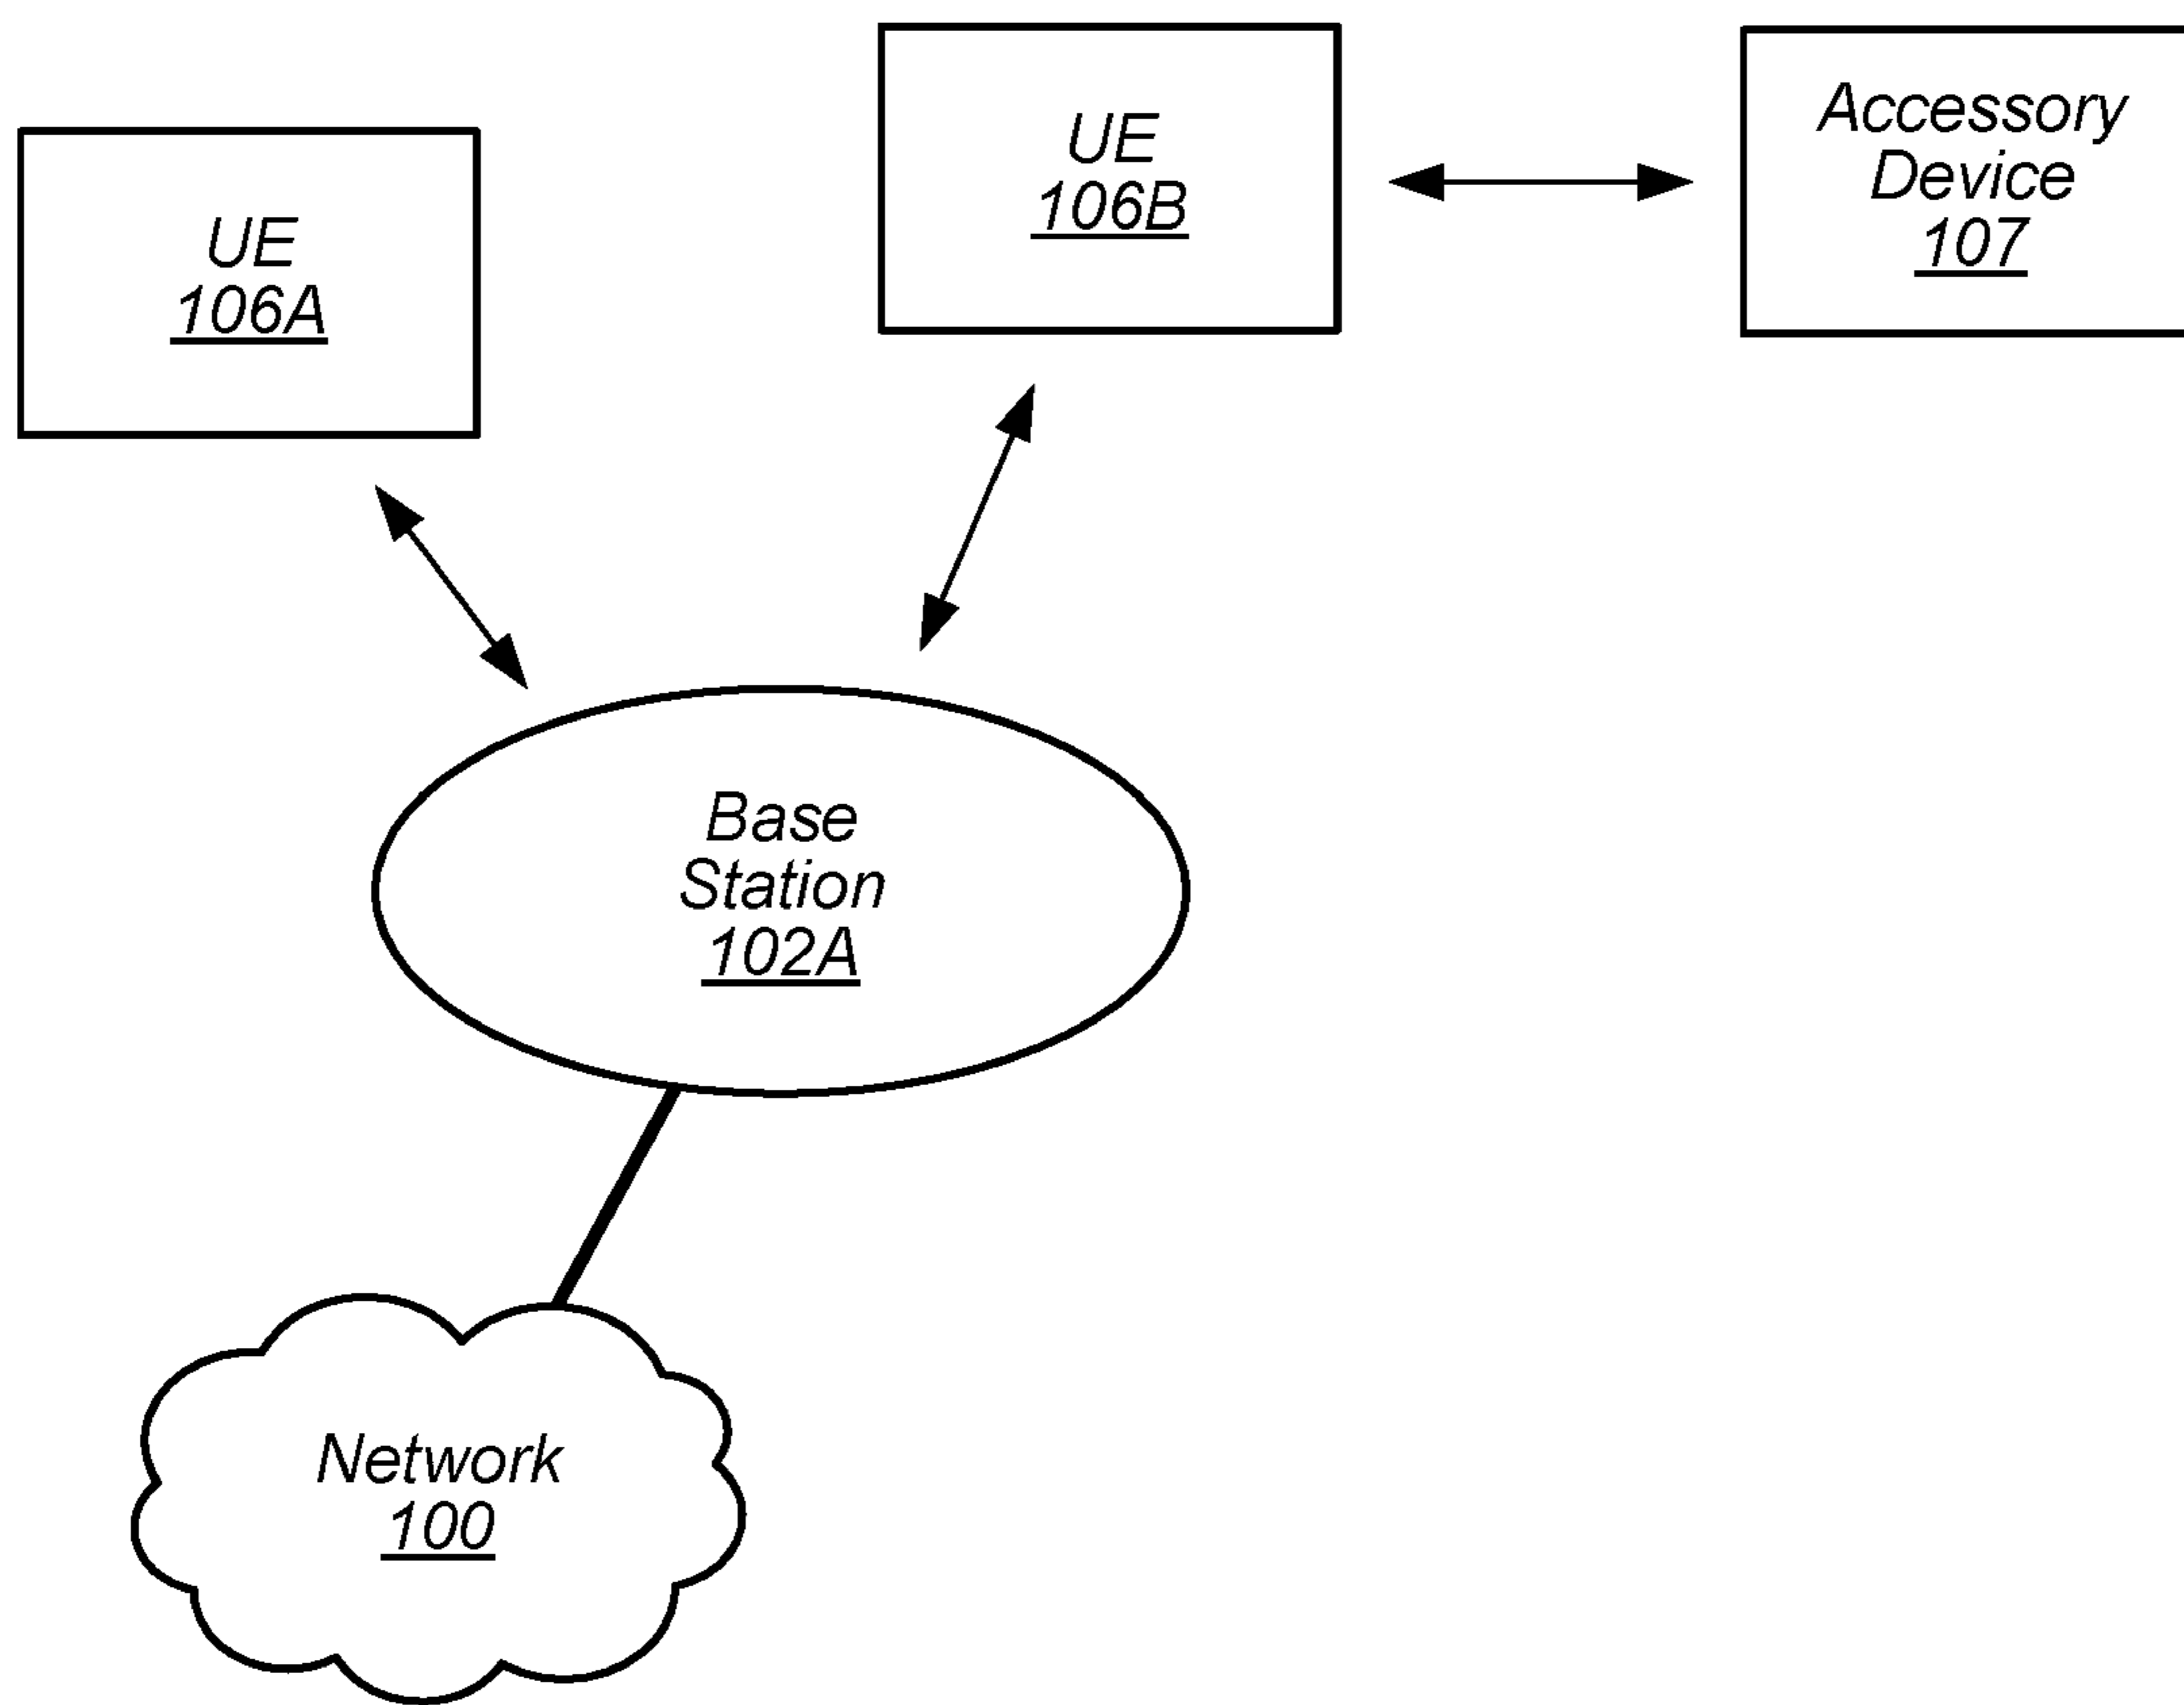 UE
106A
UE
106B
Accessory
Device
107
Base
Station
102A
Network
100